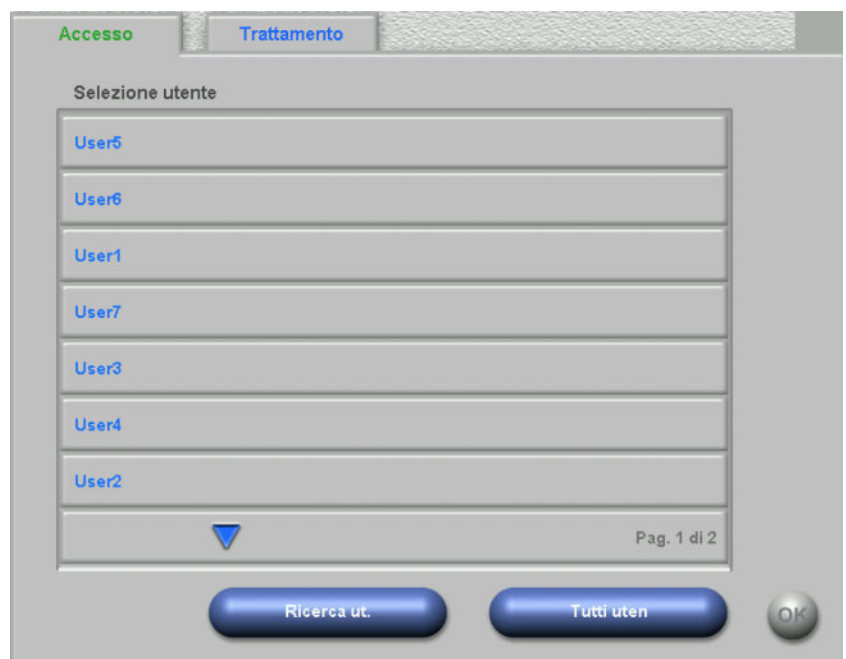 Accesso
Trattamento
Selezione utente
User5
User6
User1
User7
User3
User4
User2
Pag. 1 di 2
Ricerca ut.
Tutti uten
OK